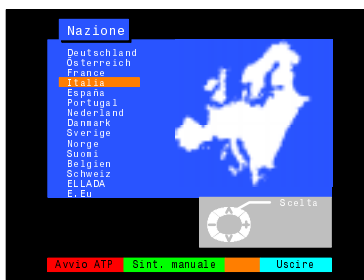 Nazione
Deutschland
Österreich
France
Italia
España
Portugal
Nederland
Danmark
Sverige
Norge
Suomi
Belgien
Schweiz
ELLADA
E.Eu
Scelta
Avvio ATP Sint. manuale Uscire